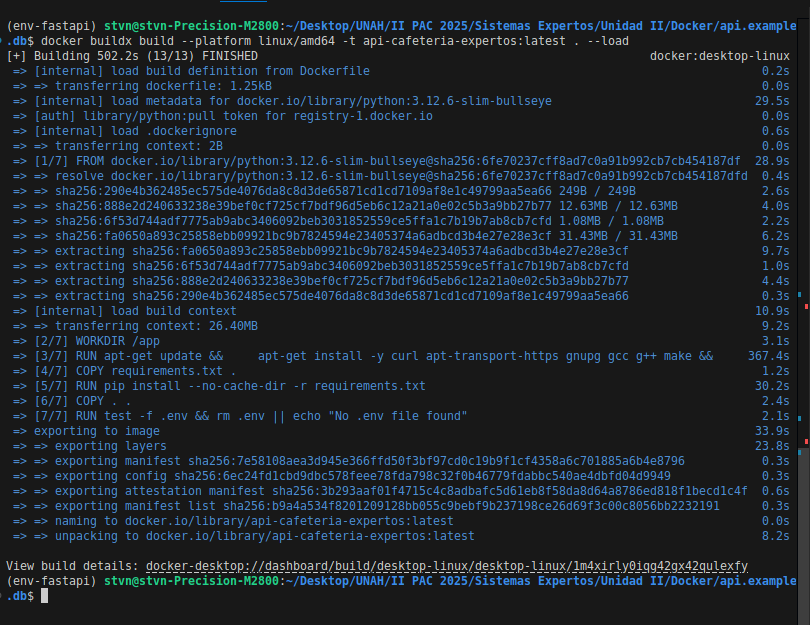 (env-fastapi) stvn@stvn-Precision-M2800:~/Desktop/UNAH/II PAC 2025/Sistemas Expertos/Unidad II/Docker/api.example
.db$ docker buildx build --platform linux/amd64 -t api-cafeteria-expertos:latest . --load
[+] Building 502.2s (13/13) FINISHED docker:desktop-linux
=> [internal] load build definition from Dockerfile 0.2s
=> => transferring dockerfile: 1.25kB 0.0s
=> [internal] load metadata for docker.io/library/python:3.12.6-slim-bullseye 29.5s
=> [auth] library/python:pull token for registry-1.docker.io 0.0s
=> [internal] load .dockerignore 0.6s
=> => transferring context: 2B 0.0s
=> [1/7] FROM docker.io/library/python:3.12.6-slim-bullseye@sha256:6fe70237cff8ad7c0a91b992cb7cb454187df 28.9s
=> => resolve docker.io/library/python:3.12.6-slim-bullseye@sha256:6fe70237cff8ad7c0a91b992cb7cb454187dfd 0.4s
=> => sha256:290e4b362485ec575de4076da8c8d3de65871cd1cd7109af8e1c49799aa5ea66 249B / 249B 2.6s
=> => sha256:888e2d240633238e39bef0cf725cf7bdf96d5eb6c12a21a0e02c5b3a9bb27b77 12.63MB / 12.63MB 4.0s
=> => sha256:6f53d744adf7775ab9abc3406092beb3031852559ce5ffa1c7b19b7ab8cb7cfd 1.08MB / 1.08MB 2.2s
=> => sha256:fa0650a893c25858ebb09921bc9b7824594e23405374a6adbcd3b4e27e28e3cf 31.43MB / 31.43MB 6.2s
=> => extracting sha256:fa0650a893c25858ebb09921bc9b7824594e23405374a6adbcd3b4e27e28e3cf 9.7s
=> => extracting sha256:6f53d744adf7775ab9abc3406092beb3031852559ce5ffa1c7b19b7ab8cb7cfd 1.0s
=> => extracting sha256:888e2d240633238e39bef0cf725cf7bdf96d5eb6c12a21a0e02c5b3a9bb27b77 4.4s
=> => extracting sha256:290e4b362485ec575de4076da8c8d3de65871cd1cd7109af8e1c49799aa5ea66 0.3s
=> [internal] load build context 10.9s
=> => transferring context: 26.40MB 9.2s
=> [2/7] WORKDIR /app 3.1s
=> [3/7] RUN apt-get update &&     apt-get install -y curl apt-transport-https gnupg gcc g++ make && 367.4s
=> [4/7] COPY requirements.txt . 1.2s
=> [5/7] RUN pip install --no-cache-dir -r requirements.txt 30.2s
=> [6/7] COPY . . 2.4s
=> [7/7] RUN test -f .env && rm .env || echo "No .env file found" 2.1s
=> exporting to image 33.9s
=> => exporting layers 23.8s
=> => exporting manifest sha256:7e58108aea3d945e366ffd50f3bf97cd0c19b9f1cf4358a6c701885a6b4e8796 0.3s
=> => exporting config sha256:6ec24fd1cbd9dbc578feee78fda798c32f0b46779fdabbc540ae4dbfd04d9949 0.3s
=> => exporting attestation manifest sha256:3b293aaf01f4715c4c8adbafc5d61eb8f58da8d64a8786ed818f1becd1c4f 0.6s
=> => exporting manifest list sha256:b9a4a534f8201209128bb055c9bebf9b237198ce26d69f3c00c8056bb2232191 0.3s
=> => naming to docker.io/library/api-cafeteria-expertos:latest 0.0s
=> => unpacking to docker.io/library/api-cafeteria-expertos:latest 8.2s
View build details: docker-desktop://dashboard/build/desktop-linux/desktop-linux/1m4xirly0iqg42gx42qulexfy
(env-fastapi) stvn@stvn-Precision-M2800:~/Desktop/UNAH/II PAC 2025/Sistemas Expertos/Unidad II/Docker/api.example
.db$